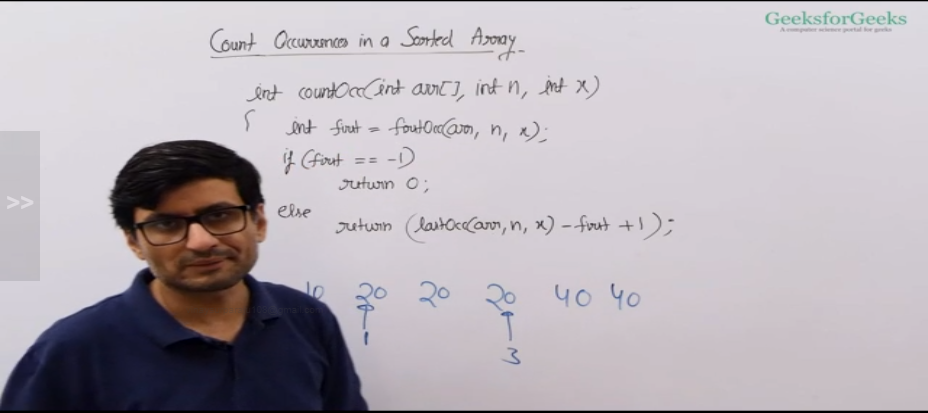 GeeksforGeeks
A computer science portal for geeks
Count Occurrences in a Sorted Array
int countOcc(int arr[], int n, int x)
{ int first = firstOcc(arr, n, x);
if (first == -1)
return 0;
else
return (lastOcc(arr, n, x) - first + 1);
10 20 20 20 40 40
1 3
>>